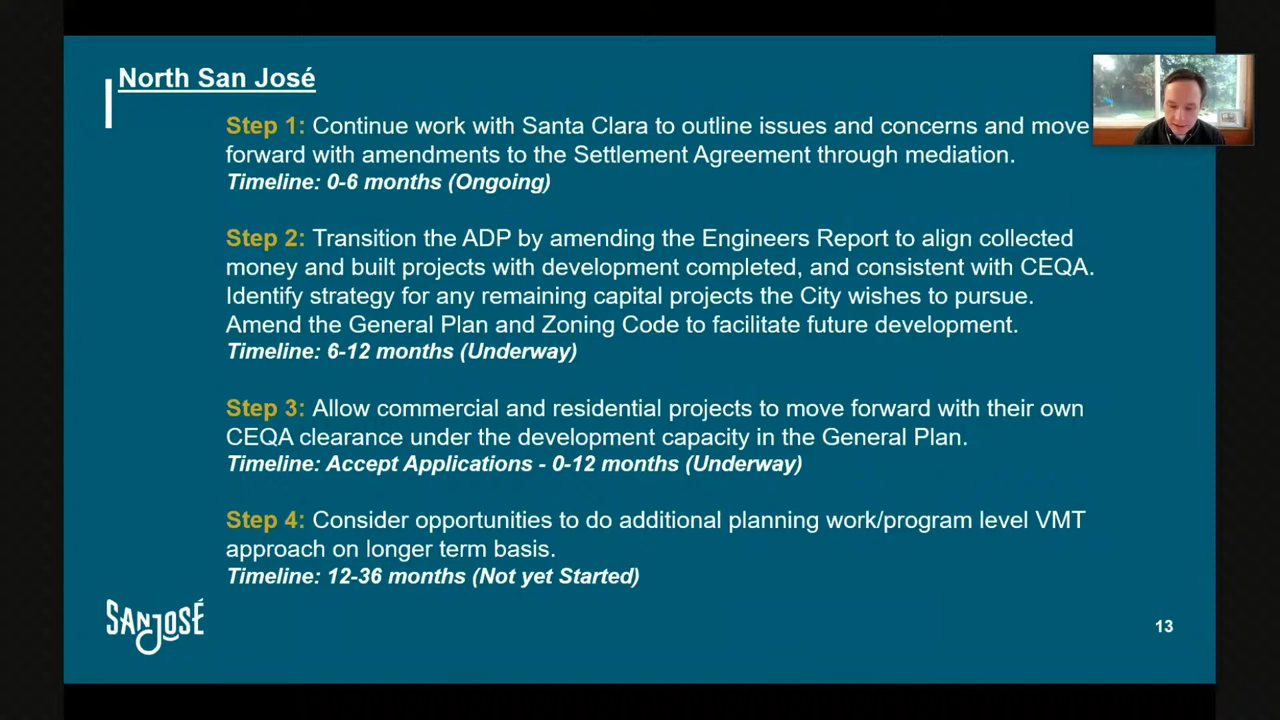 North San José
Step 1: Continue work with Santa Clara to outline issues and concerns and move
forward with amendments to the Settlement Agreement through mediation.
Timeline: 0-6 months (Ongoing)
Step 2: Transition the ADP by amending the Engineers Report to align collected
money and built projects with development completed, and consistent with CEQA.
Identify strategy for any remaining capital projects the City wishes to pursue.
Amend the General Plan and Zoning Code to facilitate future development.
Timeline: 6-12 months (Underway)
Step 3: Allow commercial and residential projects to move forward with their own
CEQA clearance under the development capacity in the General Plan.
Timeline: Accept Applications - 0-12 months (Underway)
Step 4: Consider opportunities to do additional planning work/program level VMT
approach on longer term basis.
Timeline: 12-36 months (Not yet Started)
SAN JOSÉ
13